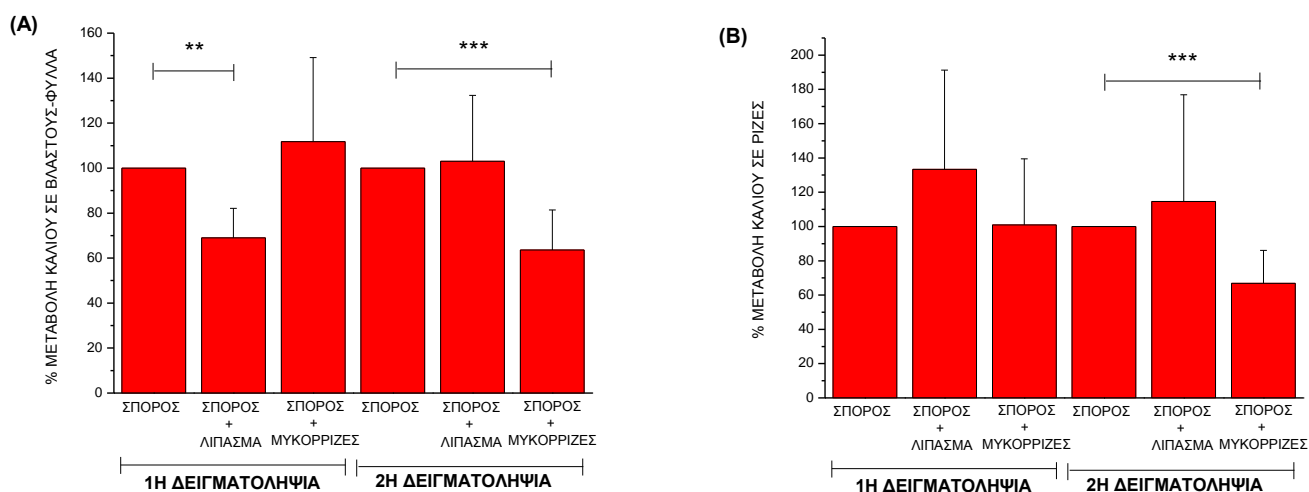 (A)
% ΜΕΤΑΒΟΛΗ ΚΑΛΙΟΥ ΣΕ ΒΛΑΣΤΟΥΣ-ΦΥΛΛΑ
160
140
120
100
80
60
40
20
0
**
***
ΣΠΟΡΟΣ
ΣΠΟΡΟΣ
+
ΛΙΠΑΣΜΑ
ΣΠΟΡΟΣ
+
ΜΥΚΟΡΡΙΖΕΣ
ΣΠΟΡΟΣ
ΣΠΟΡΟΣ
+
ΛΙΠΑΣΜΑ
ΣΠΟΡΟΣ
+
ΜΥΚΟΡΡΙΖΕΣ
1Η ΔΕΙΓΜΑΤΟΛΗΨΙΑ
2Η ΔΕΙΓΜΑΤΟΛΗΨΙΑ
(B)
% ΜΕΤΑΒΟΛΗ ΚΑΛΙΟΥ ΣΕ ΡΙΖΕΣ
200
180
160
140
120
100
80
60
40
20
0
***
ΣΠΟΡΟΣ
ΣΠΟΡΟΣ
+
ΛΙΠΑΣΜΑ
ΣΠΟΡΟΣ
+
ΜΥΚΟΡΡΙΖΕΣ
ΣΠΟΡΟΣ
ΣΠΟΡΟΣ
+
ΛΙΠΑΣΜΑ
ΣΠΟΡΟΣ
+
ΜΥΚΟΡΡΙΖΕΣ
1Η ΔΕΙΓΜΑΤΟΛΗΨΙΑ
2Η ΔΕΙΓΜΑΤΟΛΗΨΙΑ